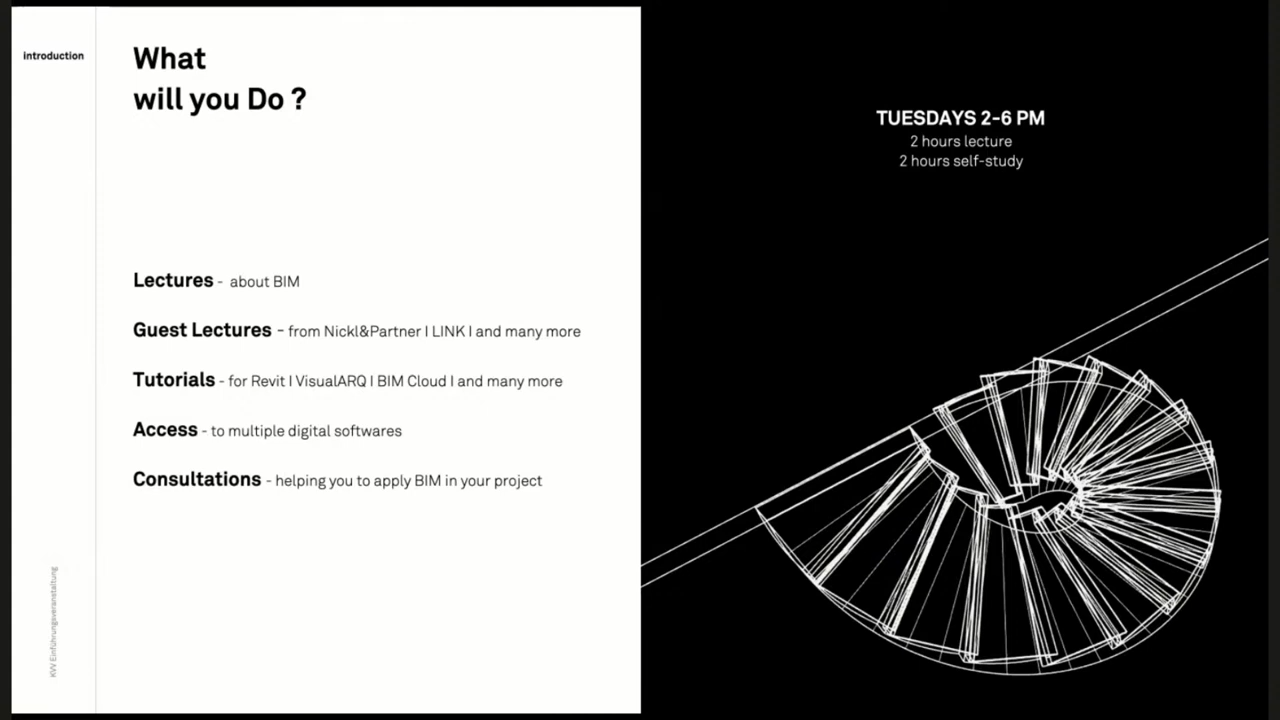 introduction
What
will you Do ?
Lectures - about BIM
Guest Lectures - from Nickl&Partner I LINK I and many more
Tutorials - for Revit I VisualARQ I BIM Cloud I and many more
Access - to multiple digital softwares
Consultations - helping you to apply BIM in your project
KVV Einführungsveranstaltung
TUESDAYS 2-6 PM
2 hours lecture
2 hours self-study